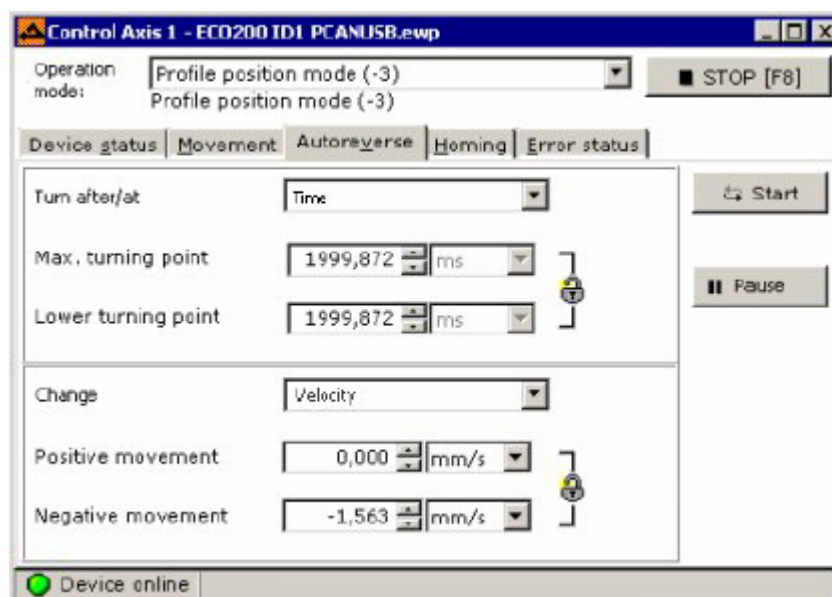 Control Axis 1 - ECO200 ID1 PCANUSB.ewp
Operation mode: Profile position mode (-3) STOP [F8]
Profile position mode (-3)
Device status Movement Autoreverse Homing Error status
Turn after/at Time Start
Max. turning point 1999,872 ms
Pause
Lower turning point 1999,872 ms
Change Velocity
Positive movement 0,000 mm/s
Negative movement -1,563 mm/s
Device online